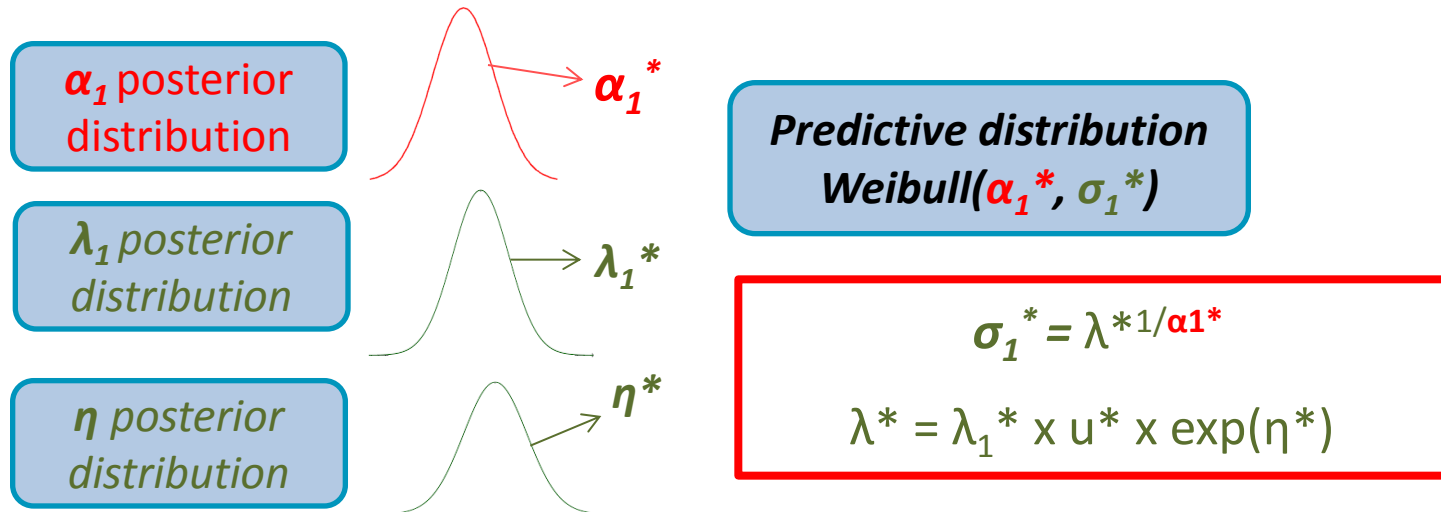 α₁ posterior
distribution
α₁*
λ₁ posterior
distribution
λ₁*
η posterior
distribution
η*
Predictive distribution
Weibull(α₁*, σ₁*)
σ₁* = λ*¹/α1*
λ* = λ₁* x u* x exp(η*)